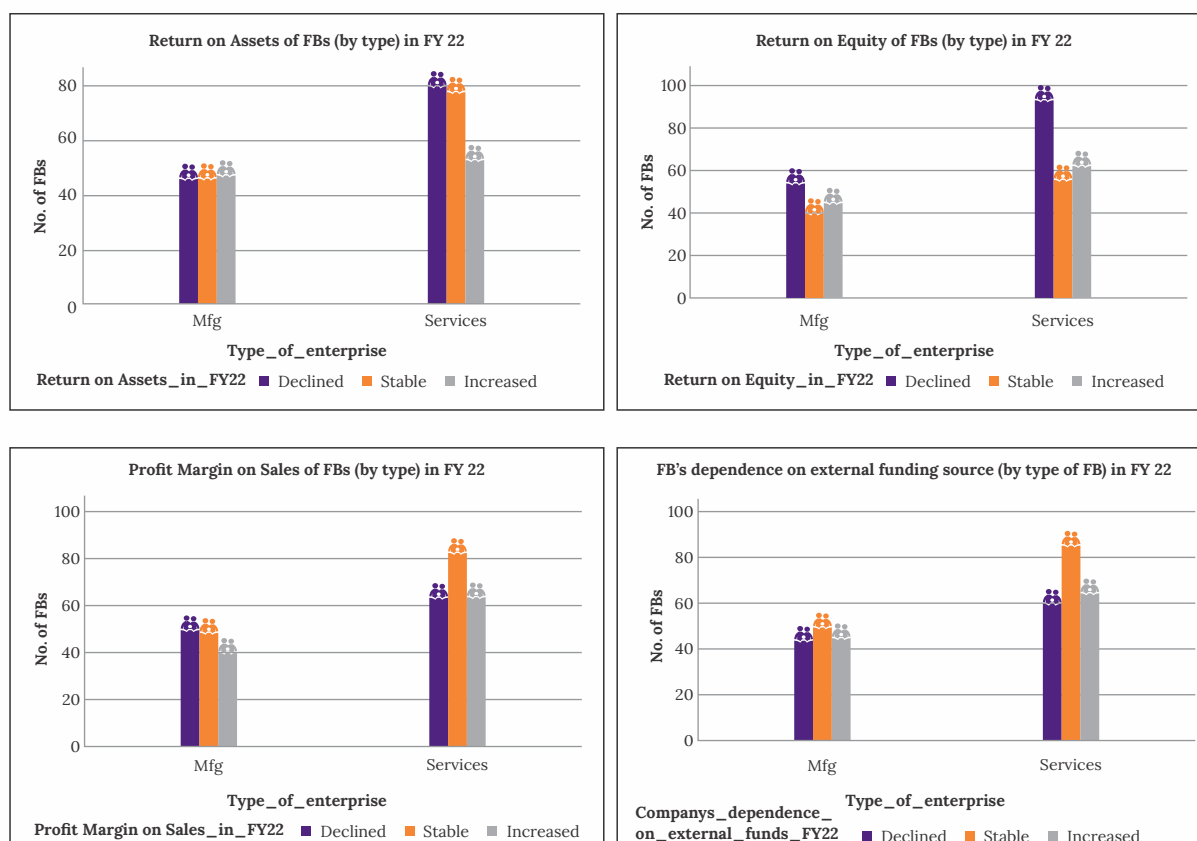 Return on Assets of FBs (by type) in FY 22
No. of FBs
80
60
40
20
0
Mfg
Services
Type_of_enterprise
Return on Assets_in_FY22 Declined Stable Increased
Return on Equity of FBs (by type) in FY 22
No. of FBs
100
80
60
40
20
0
Mfg
Services
Type_of_enterprise
Return on Equity_in_FY22 Declined Stable Increased
Profit Margin on Sales of FBs (by type) in FY 22
No. of FBs
100
80
60
40
20
0
Mfg
Services
Type_of_enterprise
Profit Margin on Sales_in_FY22 Declined Stable Increased
FB's dependence on external funding source (by type of FB) in FY 22
No. of FBs
100
80
60
40
20
0
Mfg
Services
Type_of_enterprise
Companys_dependence_
on_external_funds_FY22 Declined Stable Increased